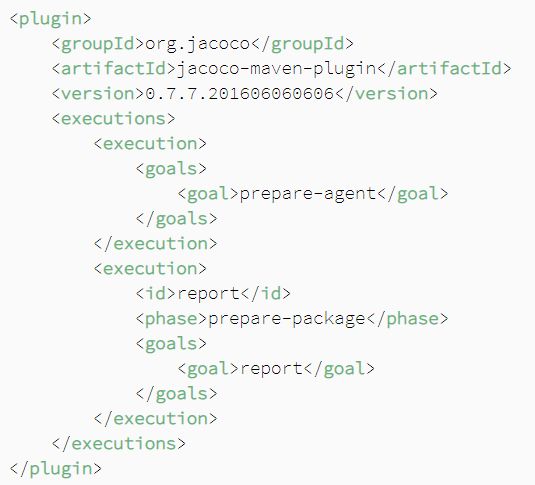 <plugin>
    <groupId>org.jacoco</groupId>
    <artifactId>jacoco-maven-plugin</artifactId>
    <version>0.7.7.201606060606</version>
    <executions>
        <execution>
            <goals>
                <goal>prepare-agent</goal>
            </goals>
        </execution>
        <execution>
            <id>report</id>
            <phase>prepare-package</phase>
            <goals>
                <goal>report</goal>
            </goals>
        </execution>
    </executions>
</plugin>